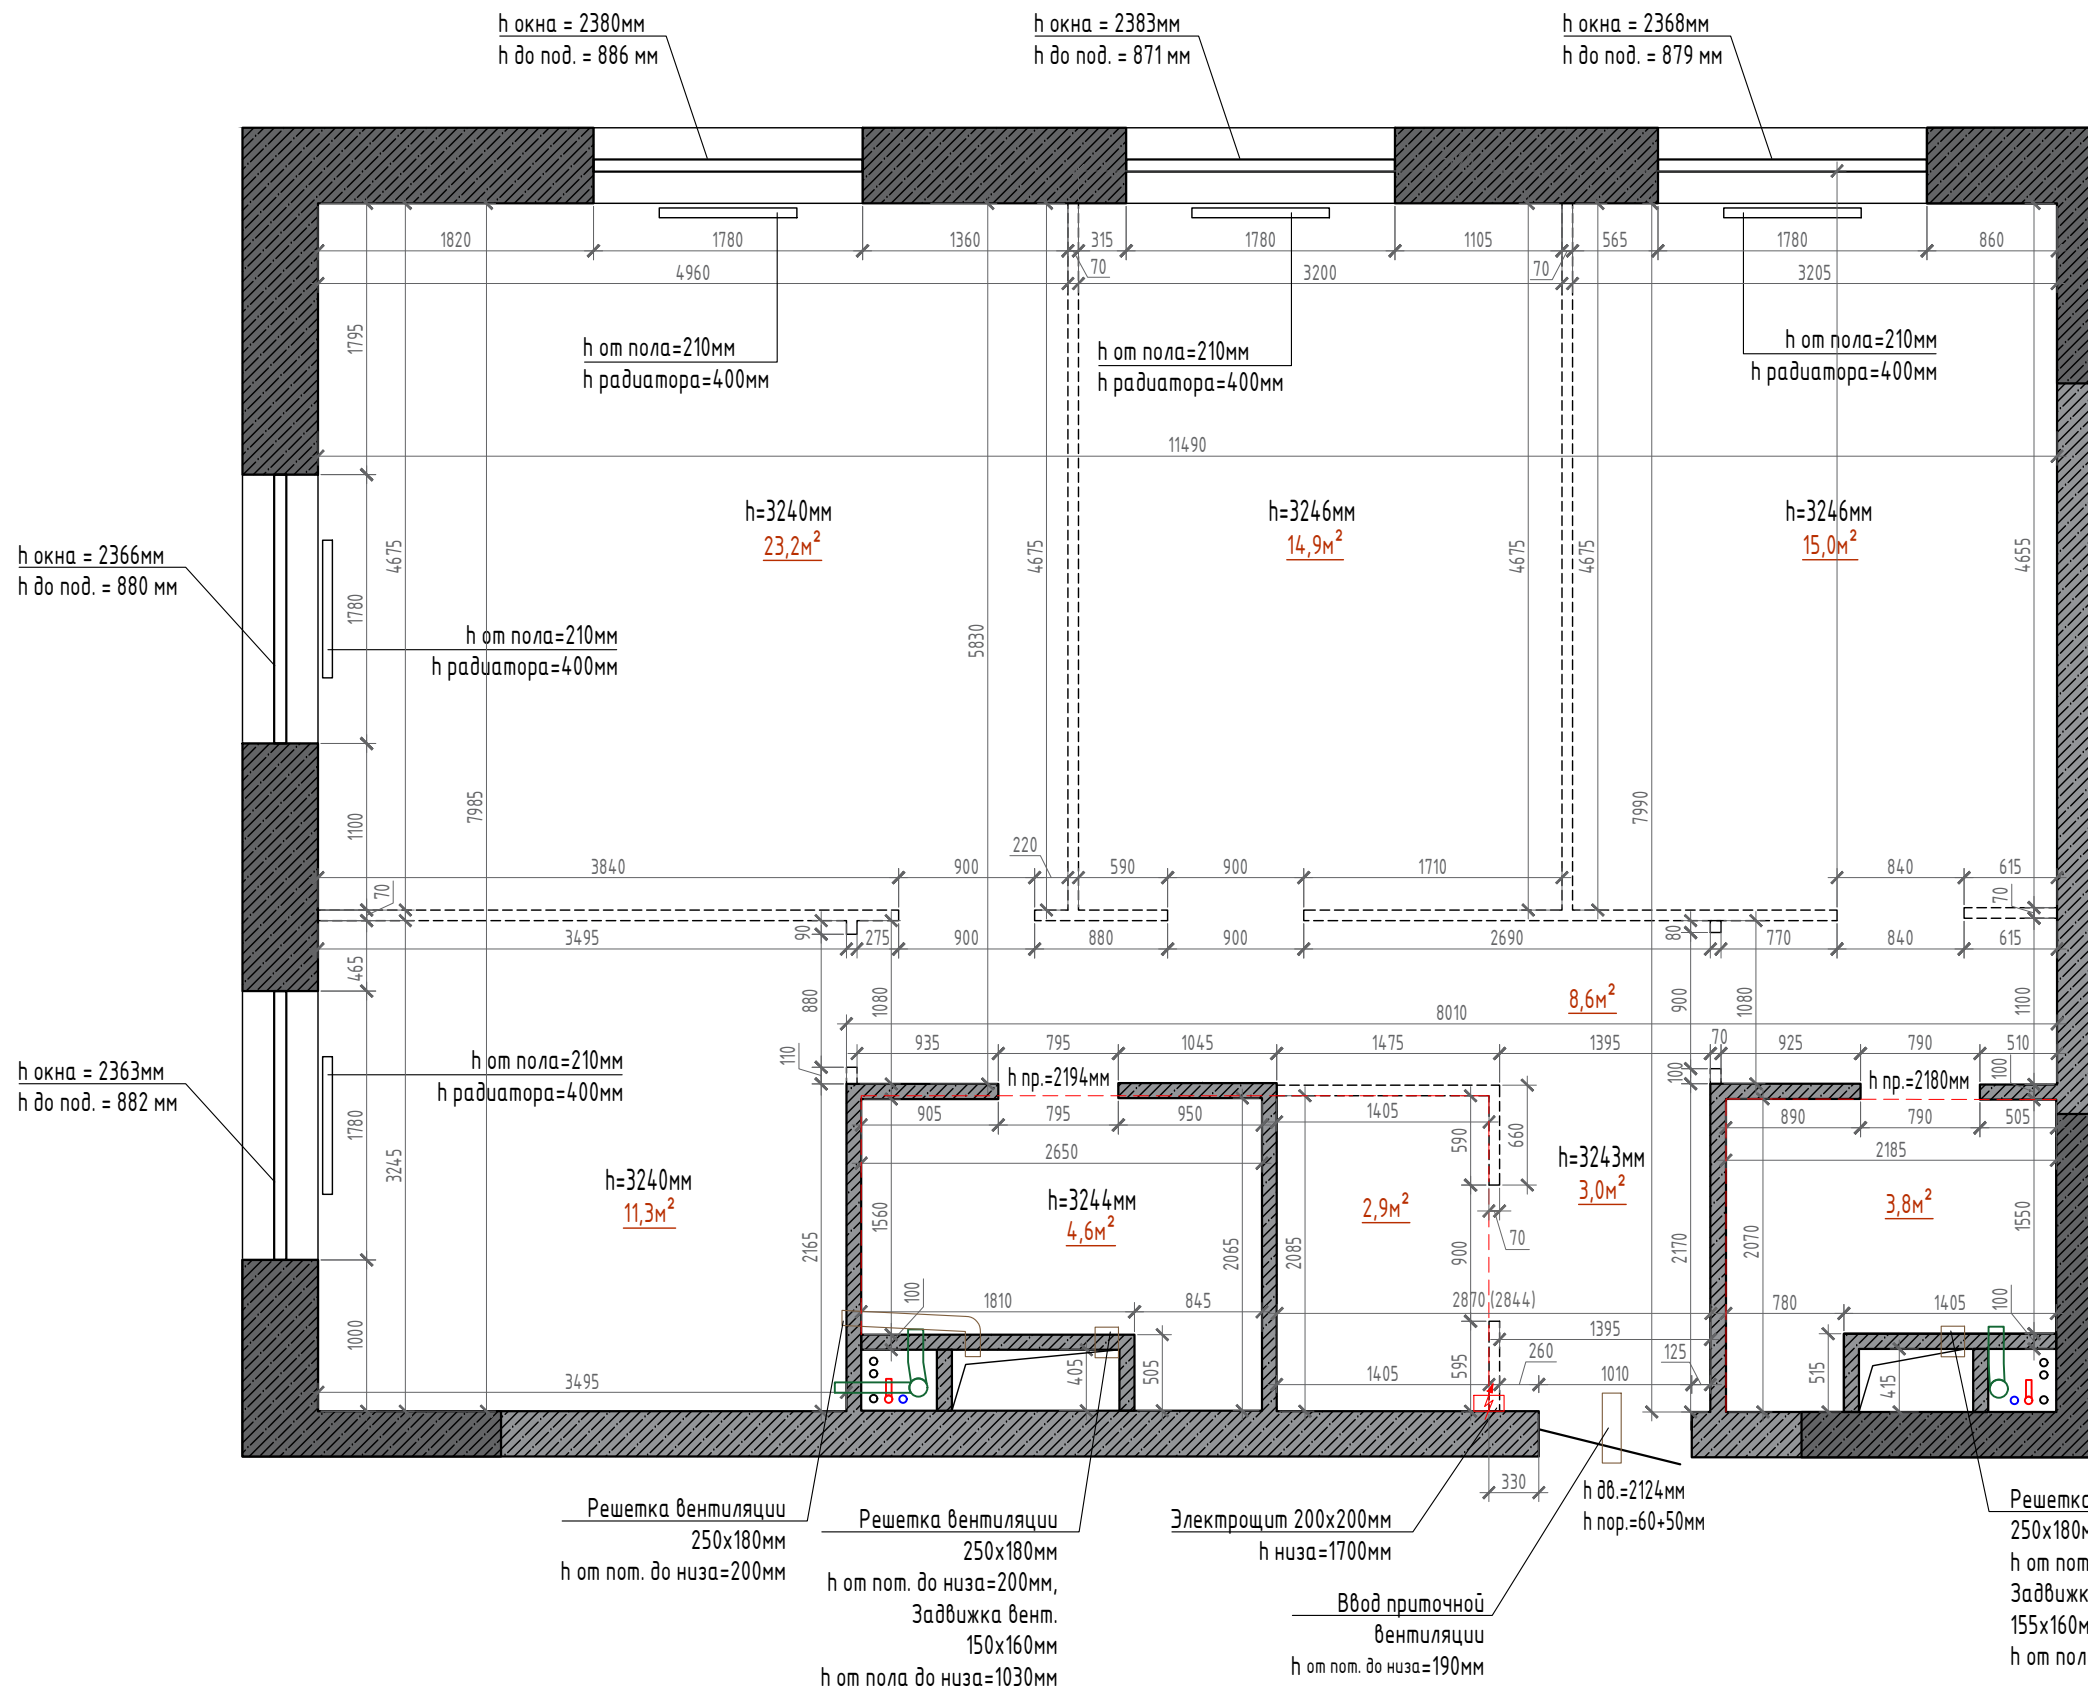 h окна = 2380мм
h до под. = 886 мм
h окна = 2383мм
h до под. = 871 мм
h окна = 2368мм
h до под. = 879 мм
1820
1780
1360
315
1780
1105
565
1780
860
4960
70
3200
70
3205
1795
h от пола=210мм
h радиатора=400мм
h от пола=210мм
h радиатора=400мм
h от пола=210мм
h радиатора=400мм
11490
h=3240мм
23,2м²
h=3246мм
14,9м²
h=3246мм
15,0м²
4675
4675
4675
4675
4655
h окна = 2366мм
h до под. = 880 мм
1780
h от пола=210мм
h радиатора=400мм
5830
7985
7990
1100
220
3840
900
590
900
1710
840
615
70
70
3495
90
275
900
880
900
2690
80
770
840
615
465
880
1080
8,6м²
900
1080
1100
8010
h окна = 2363мм
h до под. = 882 мм
h от пола=210мм
h радиатора=400мм
110
935
795
1045
1475
1395
70
925
790
510
h пр.=2194мм
100
h пр.=2180мм
100
1780
3245
905
795
950
1405
590
660
890
790
505
2650
2185
h=3240мм
11,3м²
h=3244мм
4,6м²
2,9м²
h=3243мм
3,0м²
3,8м²
1560
2165
2065
2085
900
70
2170
2070
1550
1000
100
1810
845
2870 (2844)
780
1405
100
1395
3495
405
505
1405
595
260
1010
125
515
415
330
h дв.=2124мм
h пор.=60+50мм
Решетка вентиляции
250х180мм
h от пот. до низа=200мм
Решетка вентиляции
250х180мм
h от пот. до низа=200мм,
Задвижка вент.
150х160мм
h от пола до низа=1030мм
Электрощит 200х200мм
h низа=1700мм
Ввод приточной
вентиляции
h от пот. до низа=190мм
Решетка
250х180м
h от пот
Задвижк
155х160м
h от пол